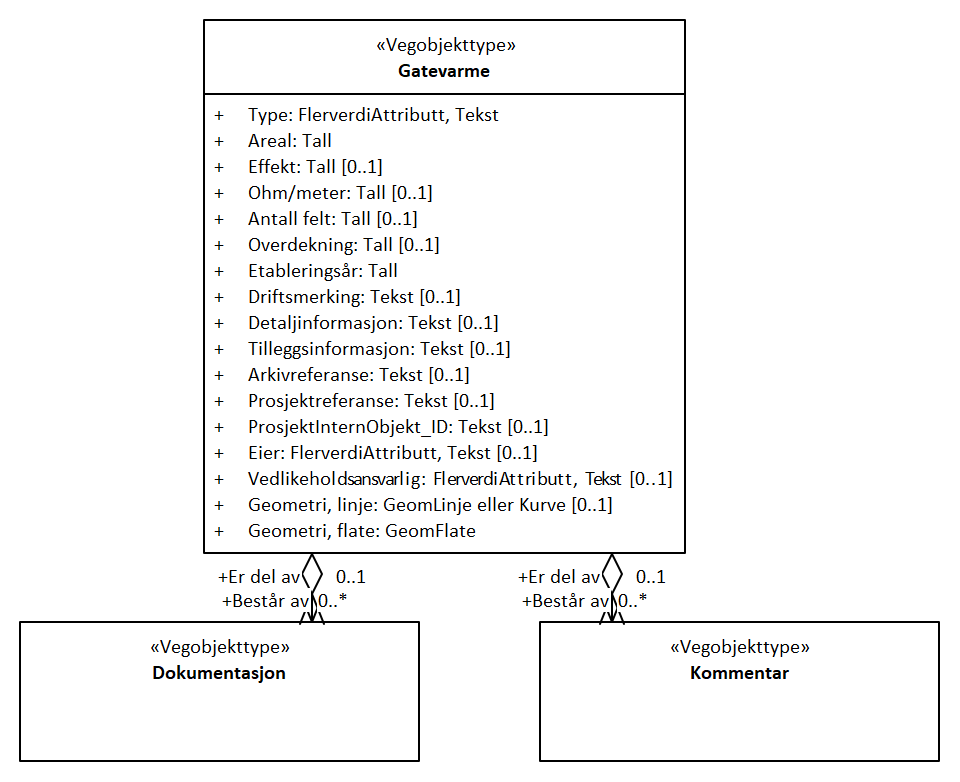 «Vegobjekttype»
Gatevarme
+ Type: FlerverdiAttributt, Tekst
+ Areal: Tall
+ Effekt: Tall [0..1]
+ Ohm/meter: Tall [0..1]
+ Antall felt: Tall [0..1]
+ Overdekning: Tall [0..1]
+ Etableringsår: Tall
+ Driftsmerking: Tekst [0..1]
+ Detaljinformasjon: Tekst [0..1]
+ Tilleggsinformasjon: Tekst [0..1]
+ Arkivreferanse: Tekst [0..1]
+ Prosjektreferanse: Tekst [0..1]
+ ProsjektInternObjekt_ID: Tekst [0..1]
+ Eier: FlerverdiAttributt, Tekst [0..1]
+ Vedlikeholdsansvarlig: FlerverdiAttributt, Tekst [0..1]
+ Geometri, linje: GeomLinje eller Kurve [0..1]
+ Geometri, flate: GeomFlate
+Er del av 0..1 +Er del av 0..1
+Består av 0..* +Består av 0..*
«Vegobjekttype» «Vegobjekttype»
Dokumentasjon Kommentar